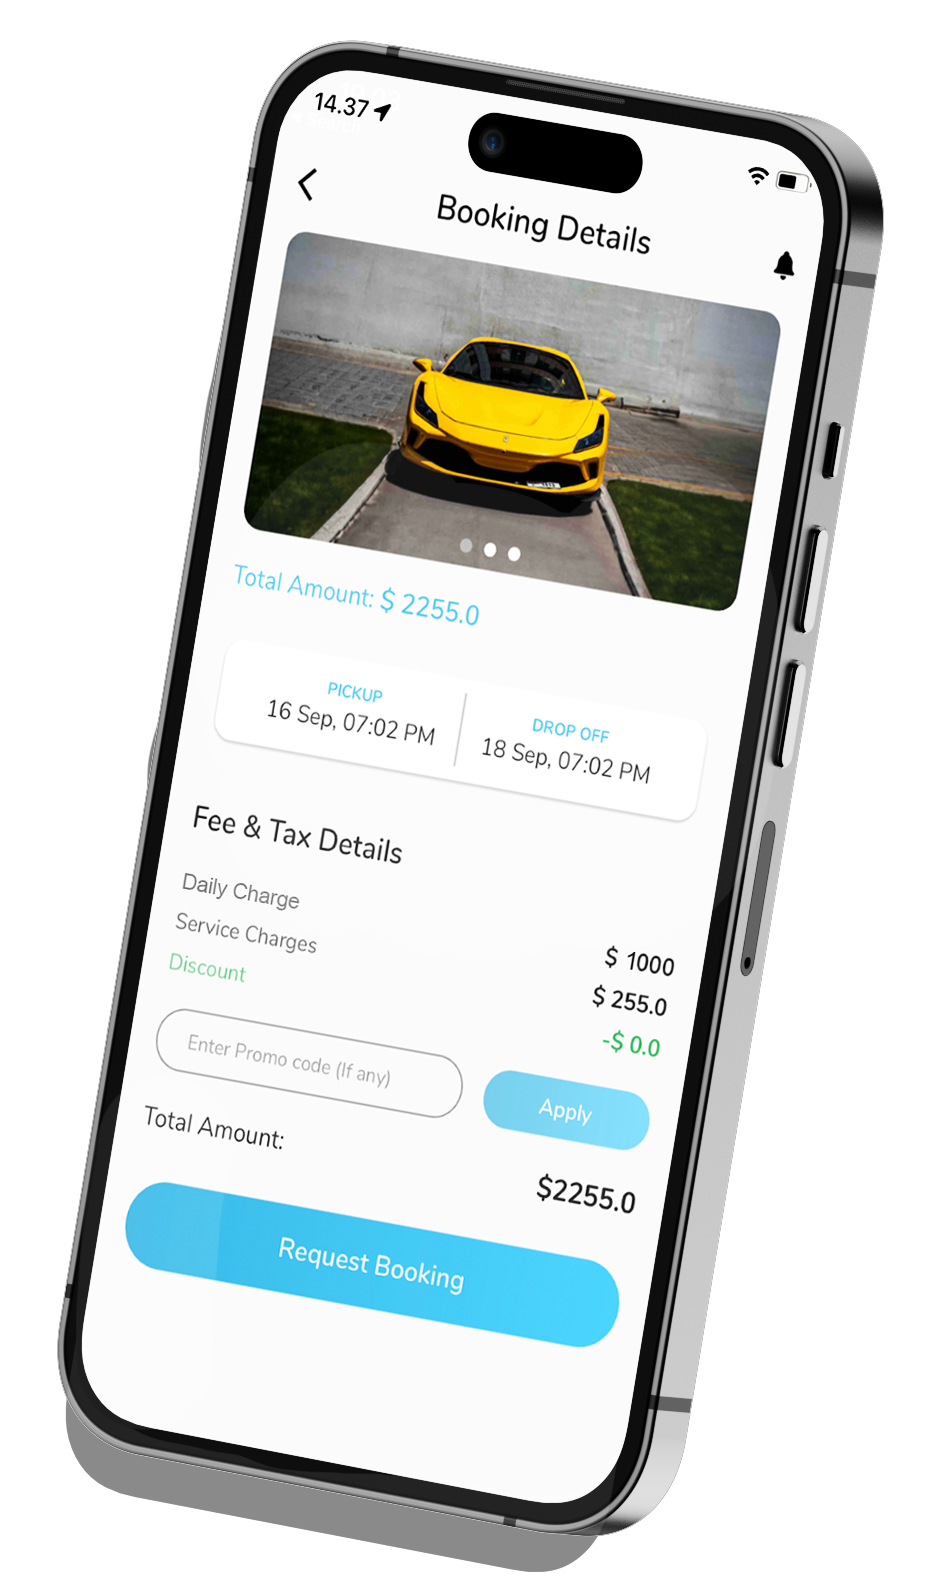 14.37
Booking Details
Total Amount: $ 2255.0
PICKUP
16 Sep, 07:02 PM
DROP OFF
18 Sep, 07:02 PM
Fee & Tax Details
Daily Charge
$ 1000
Service Charges
$ 255.0
Discount
-$ 0.0
Enter Promo code (If any)
Apply
Total Amount:
$2255.0
Request Booking